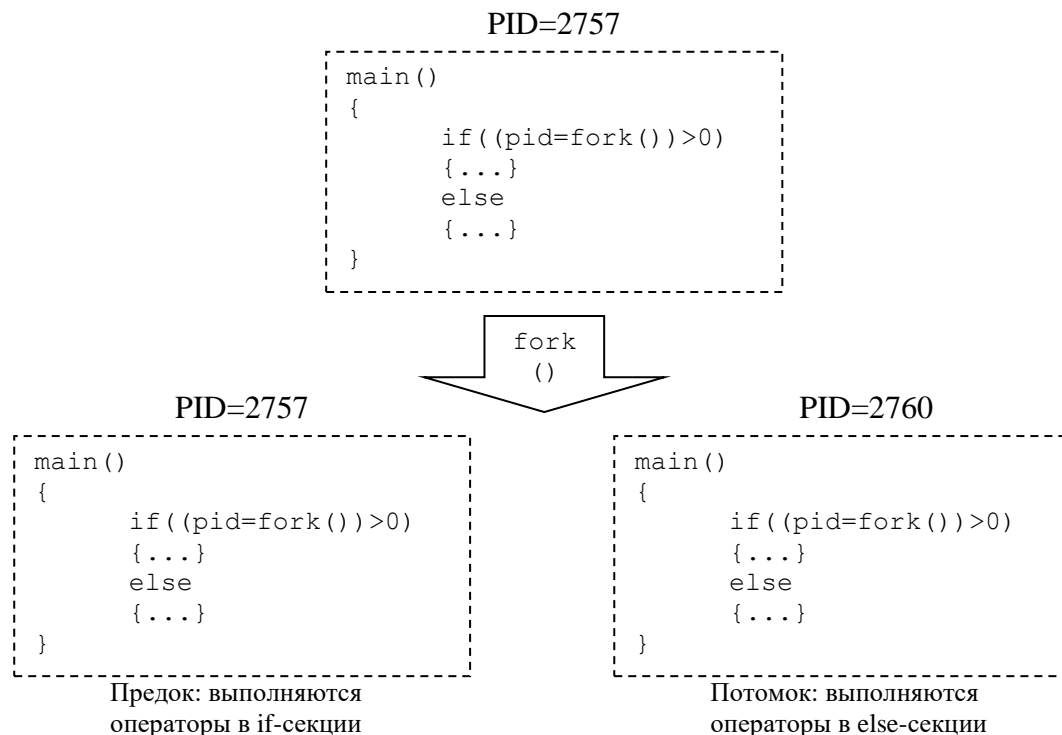 PID=2757
main()
{
if((pid=fork())>0)
{...}
else
{...}
}
fork
()
PID=2757
main()
{
if((pid=fork())>0)
{...}
else
{...}
}
Предок: выполняются
операторы в if-секции
PID=2760
main()
{
if((pid=fork())>0)
{...}
else
{...}
}
Потомок: выполняются
операторы в else-секции